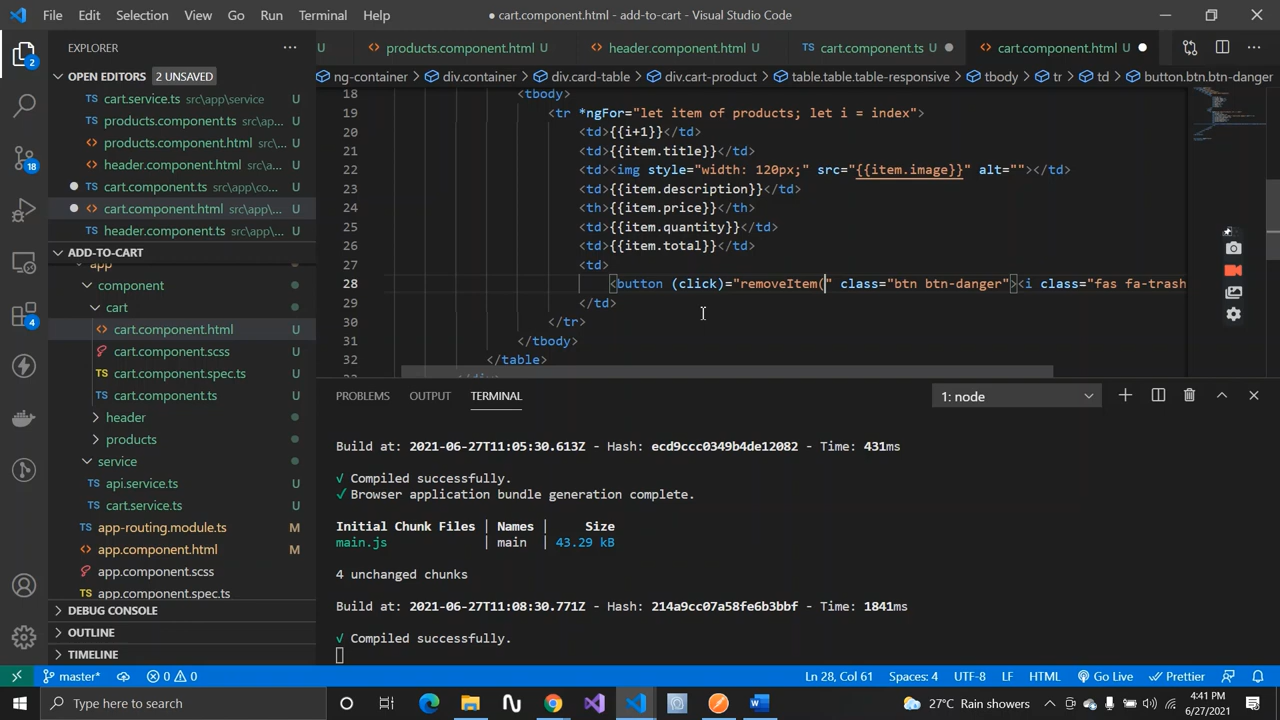 File Edit Selection View Go Run Terminal Help
● cart.component.html - add-to-cart - Visual Studio Code
EXPLORER
U products.component.html U header.component.html U TS cart.component.ts U cart.component.html U
OPEN EDITORS 2 UNSAVED
ng-container > div.container > div.card-table > div.cart-product > table.table.table-responsive > tbody > tr > td > button.btn.btn-danger
TS cart.service.ts src\app\service U
TS products.component.ts src\ap... U
products.component.html src\a... U
header.component.html src\ap... U
TS cart.component.ts src\app\co... U
cart.component.html src\app\... U
TS header.component.ts src\app\... U
ADD-TO-CART
app
component
cart
cart.component.html U
cart.component.scss U
TS cart.component.spec.ts U
TS cart.component.ts U
header
products
service
TS api.service.ts U
TS cart.service.ts U
TS app-routing.module.ts M
app.component.html M
app.component.scss U
TS app.component.spec.ts U
DEBUG CONSOLE
OUTLINE
TIMELINE
2
18
4
18 <tbody>
19 <tr *ngFor="let item of products; let i = index">
20 <td>{{i+1}}</td>
21 <td>{{item.title}}</td>
22 <td><img style="width: 120px;" src="{{item.image}}" alt=""></td>
23 <td>{{item.description}}</td>
24 <th>{{item.price}}</th>
25 <td>{{item.quantity}}</td>
26 <td>{{item.total}}</td>
27 <td>
28 <button (click)="removeItem(" class="btn btn-danger"><i class="fas fa-trash
29 </td>
30 </tr>
31 </tbody>
32 </table>
PROBLEMS OUTPUT TERMINAL 1: node
Build at: 2021-06-27T11:05:30.613Z - Hash: ecd9ccc0349b4de12082 - Time: 431ms
√ Compiled successfully.
√ Browser application bundle generation complete.
Initial Chunk Files | Names | Size
main.js | main | 43.29 kB
4 unchanged chunks
Build at: 2021-06-27T11:08:30.771Z - Hash: 214a9cc07a58fe6b3bbf - Time: 1841ms
√ Compiled successfully.
master* 0 0 Ln 28, Col 61 Spaces: 4 UTF-8 LF HTML Go Live Prettier
Type here to search 27°C Rain showers 4:41 PM
6/27/2021